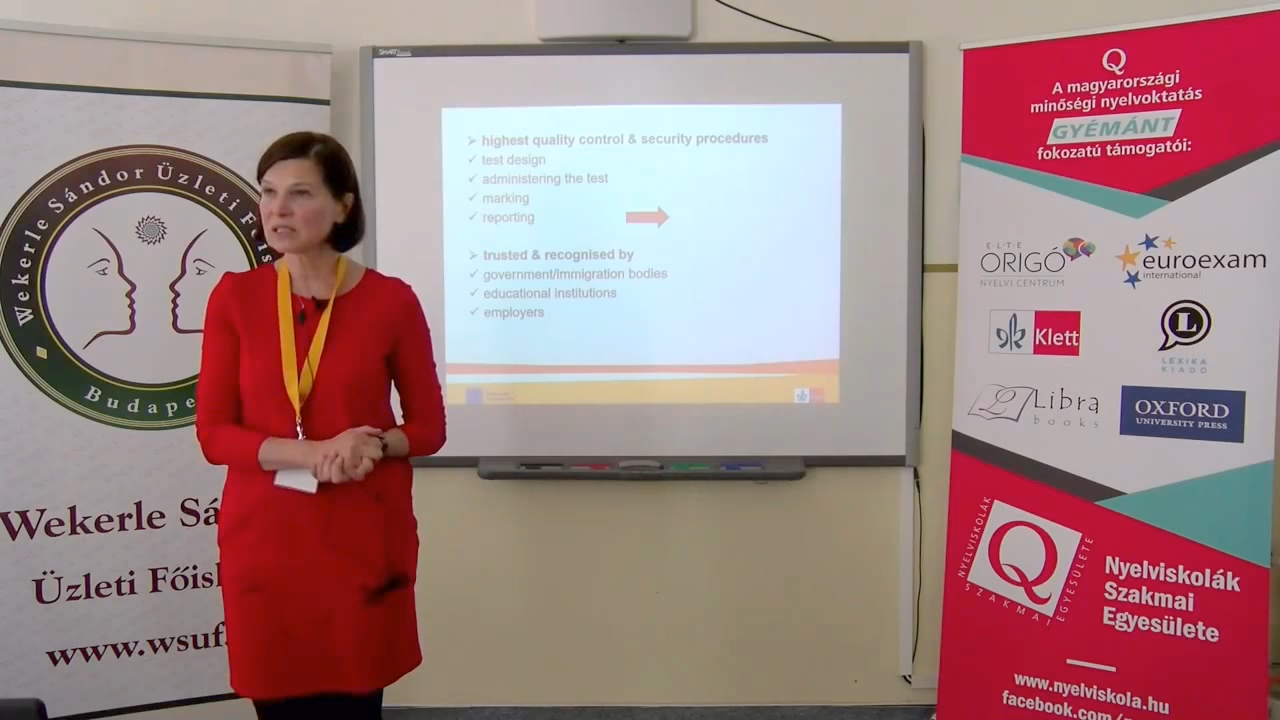 Wekerle Sándor Üzleti
Budape
Wekerle Sá
Üzleti Fői
www.wsuf
SMART
highest quality control & security procedures
test design
administering the test
marking
reporting
trusted & recognised by
government/immigration bodies
educational institutions
employers
Q
A magyarországi
minőségi nyelvoktatás
GYÉMÁNT
fokozatú támogatói:
ELTE
ORIGÓ
NYELVI CENTRUM
euroexam
international
Klett
L
LEXIKA
KIADÓ
Libra
books
OXFORD
UNIVERSITY PRESS
NYELVISKOLÁK
Q
SZAKMAI
EGYESÜLETE
Nyelviskolák
Szakmai
Egyesülete
www.nyelviskola.hu
facebook.com/